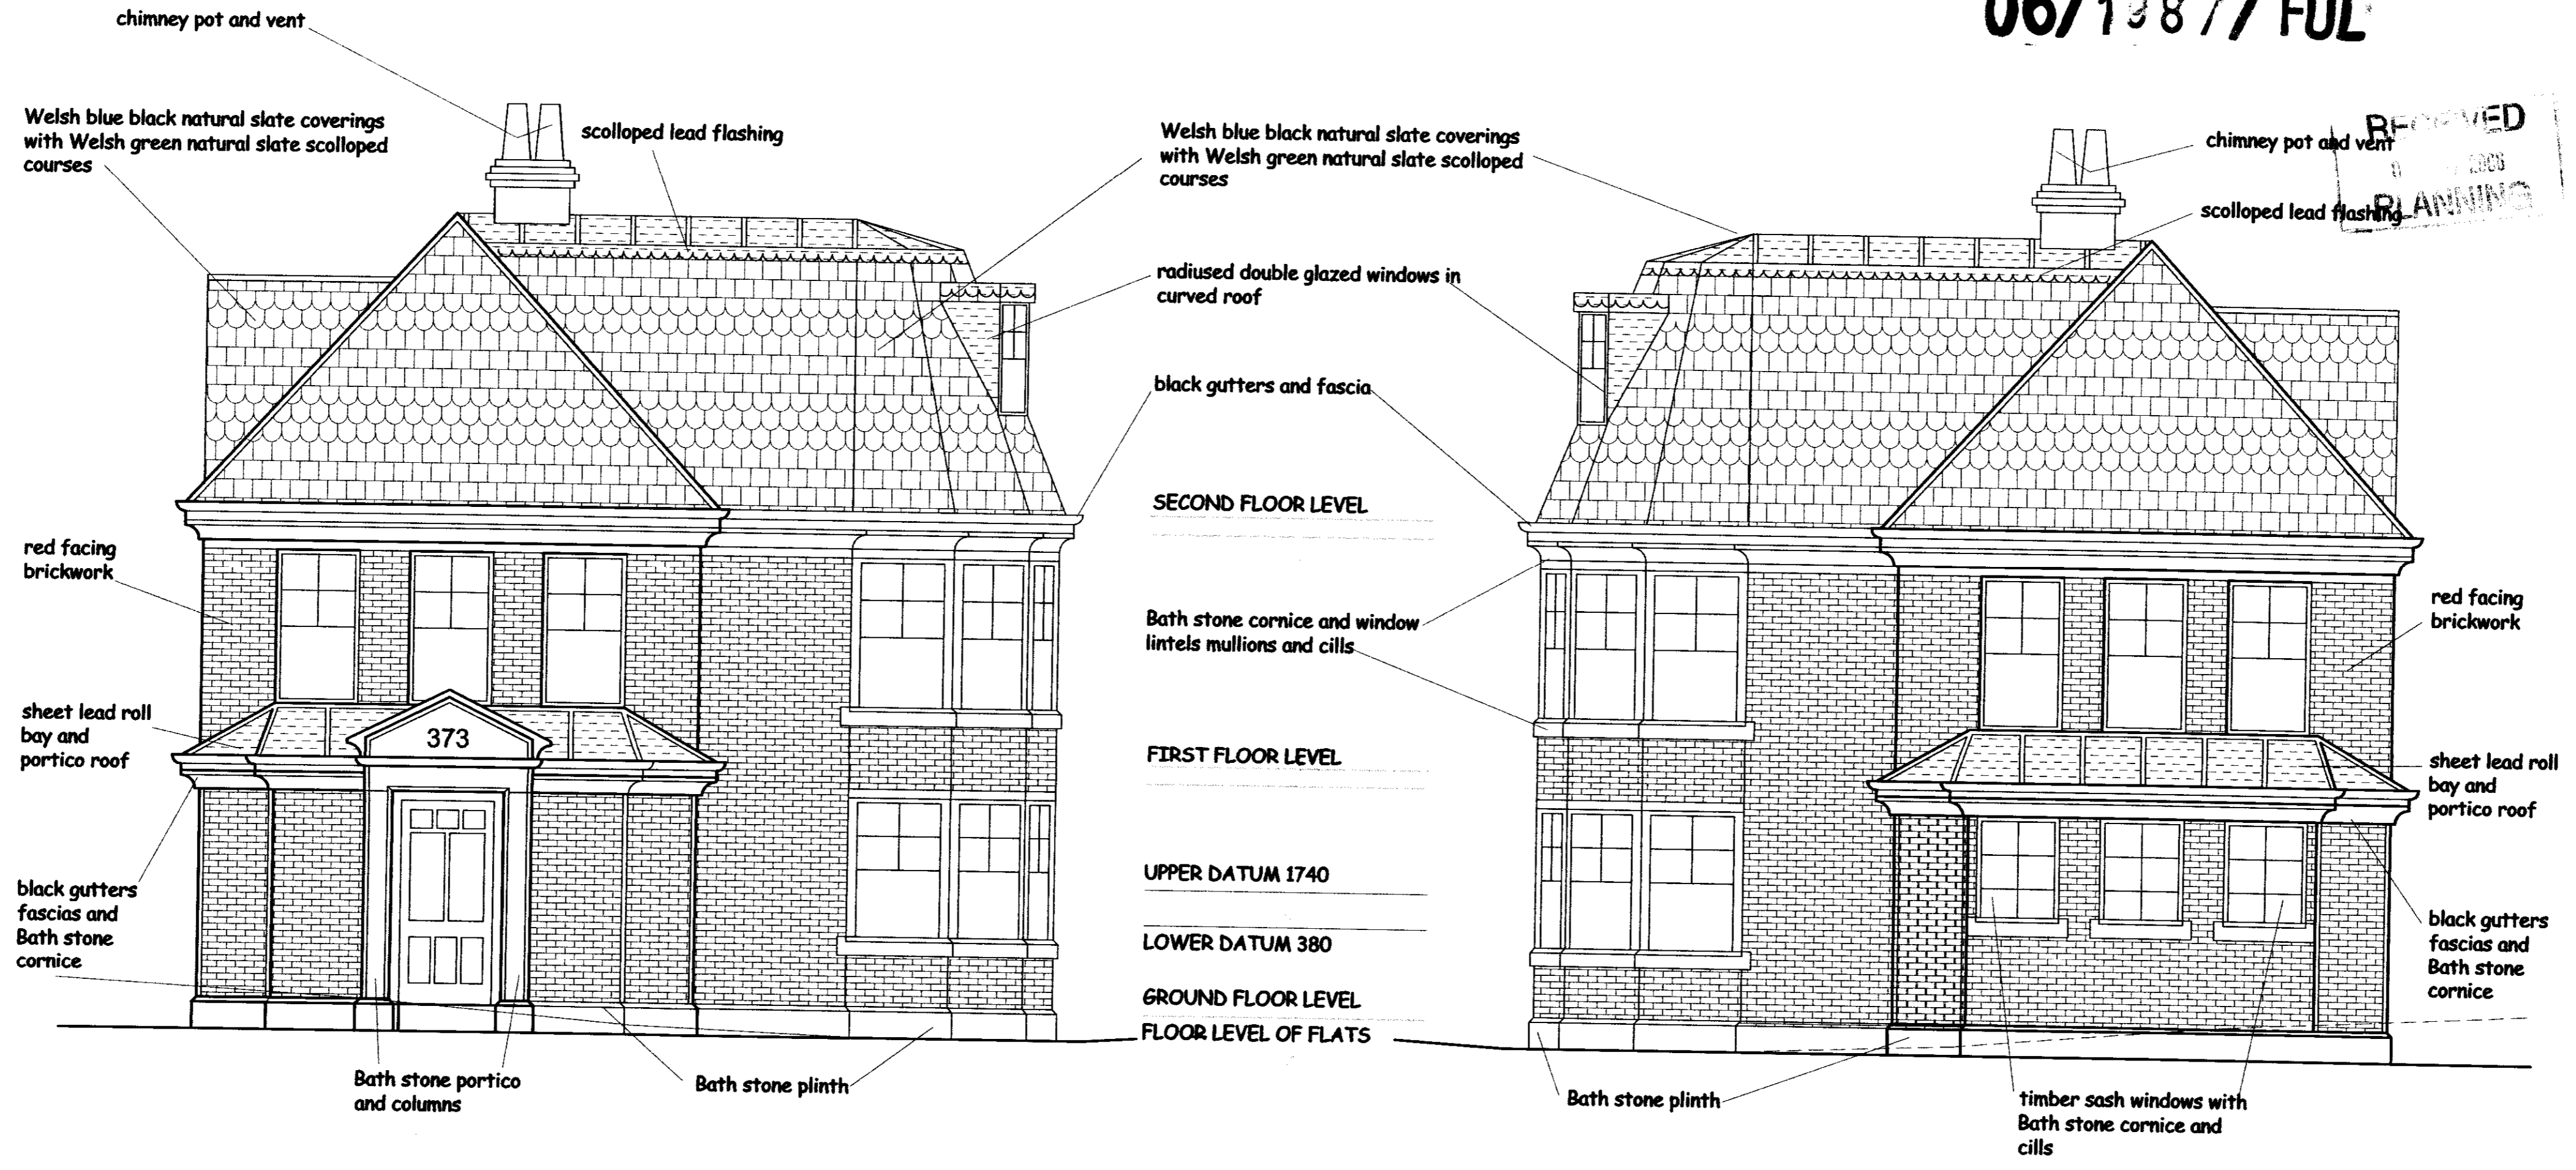 06/
FUL
chimney pot and vent
Welsh blue black natural slate coverings
with Welsh green natural slate scolloped
courses
scolloped lead flashing
Welsh blue black natural slate coverings
with Welsh green natural slate scolloped
courses
chimney pot and vent
RECEIVED
PLANNING
scolloped lead flashing
radiused double glazed windows in
curved roof
black gutters and fascia
SECOND FLOOR LEVEL
red facing
brickwork
Bath stone cornice and window
lintels mullions and cills
red facing
brickwork
sheet lead roll
bay and
portico roof
373
FIRST FLOOR LEVEL
sheet lead roll
bay and
portico roof
black gutters
fascias and
Bath stone
cornice
UPPER DATUM 1740
LOWER DATUM 380
GROUND FLOOR LEVEL
FLOOR LEVEL OF FLATS
black gutters
fascias and
Bath stone
cornice
Bath stone portico
and columns
Bath stone plinth
Bath stone plinth
timber sash windows with
Bath stone cornice and
cills